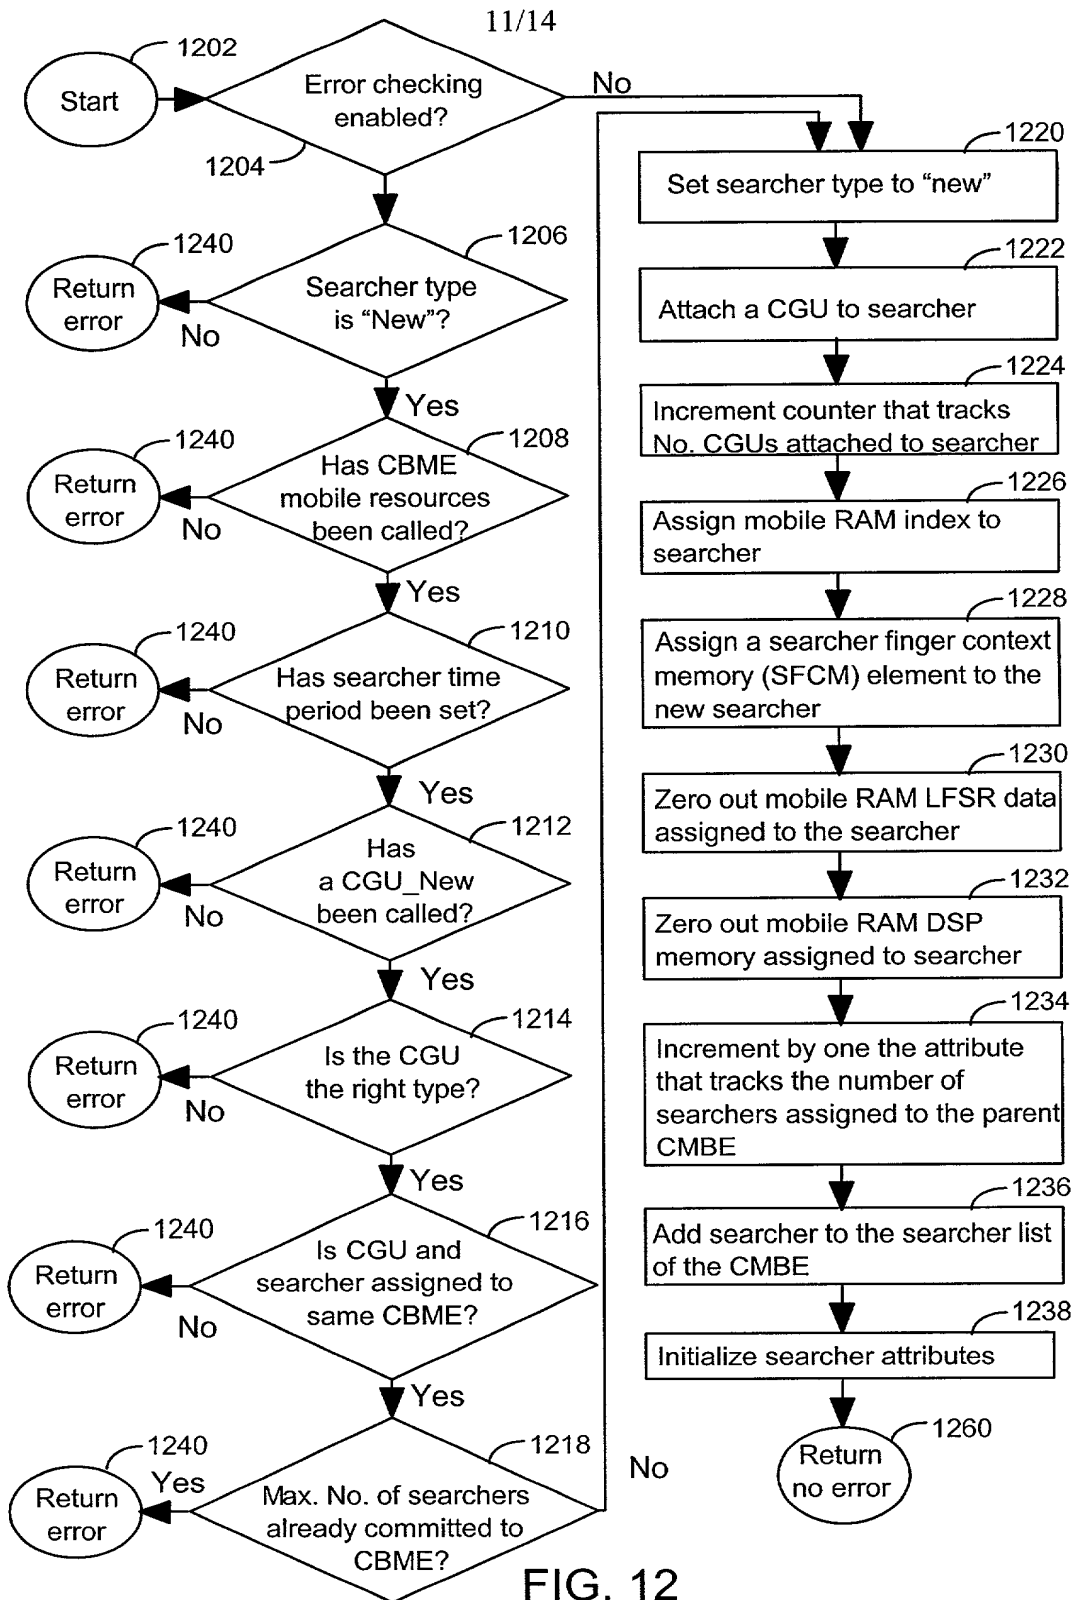 11/14
1202
Start
Error checking
enabled?
No
1204
1206
1240
Return
error
No
Searcher type
is “New”?
Yes
1208
1240
Return
error
No
Has CBME
mobile resources
been called?
Yes
1210
1240
Return
error
No
Has searcher time
period been set?
Yes
1212
1240
Return
error
No
Has
a CGU_New
been called?
Yes
1214
1240
Return
error
No
Is the CGU
the right type?
Yes
1216
1240
Return
error
No
Is CGU and
searcher assigned to
same CBME?
Yes
1218
1240
Return
error
Yes
Max. No. of searchers
already committed to
CBME?
No
1220
Set searcher type to “new”
1222
Attach a CGU to searcher
1224
Increment counter that tracks
No. CGUs attached to searcher
1226
Assign mobile RAM index to
searcher
1228
Assign a searcher finger context
memory (SFCM) element to the
new searcher
1230
Zero out mobile RAM LFSR data
assigned to the searcher
1232
Zero out mobile RAM DSP
memory assigned to searcher
1234
Increment by one the attribute
that tracks the number of
searchers assigned to the parent
CMBE
1236
Add searcher to the searcher list
of the CMBE
1238
Initialize searcher attributes
1260
Return
no error
FIG. 12